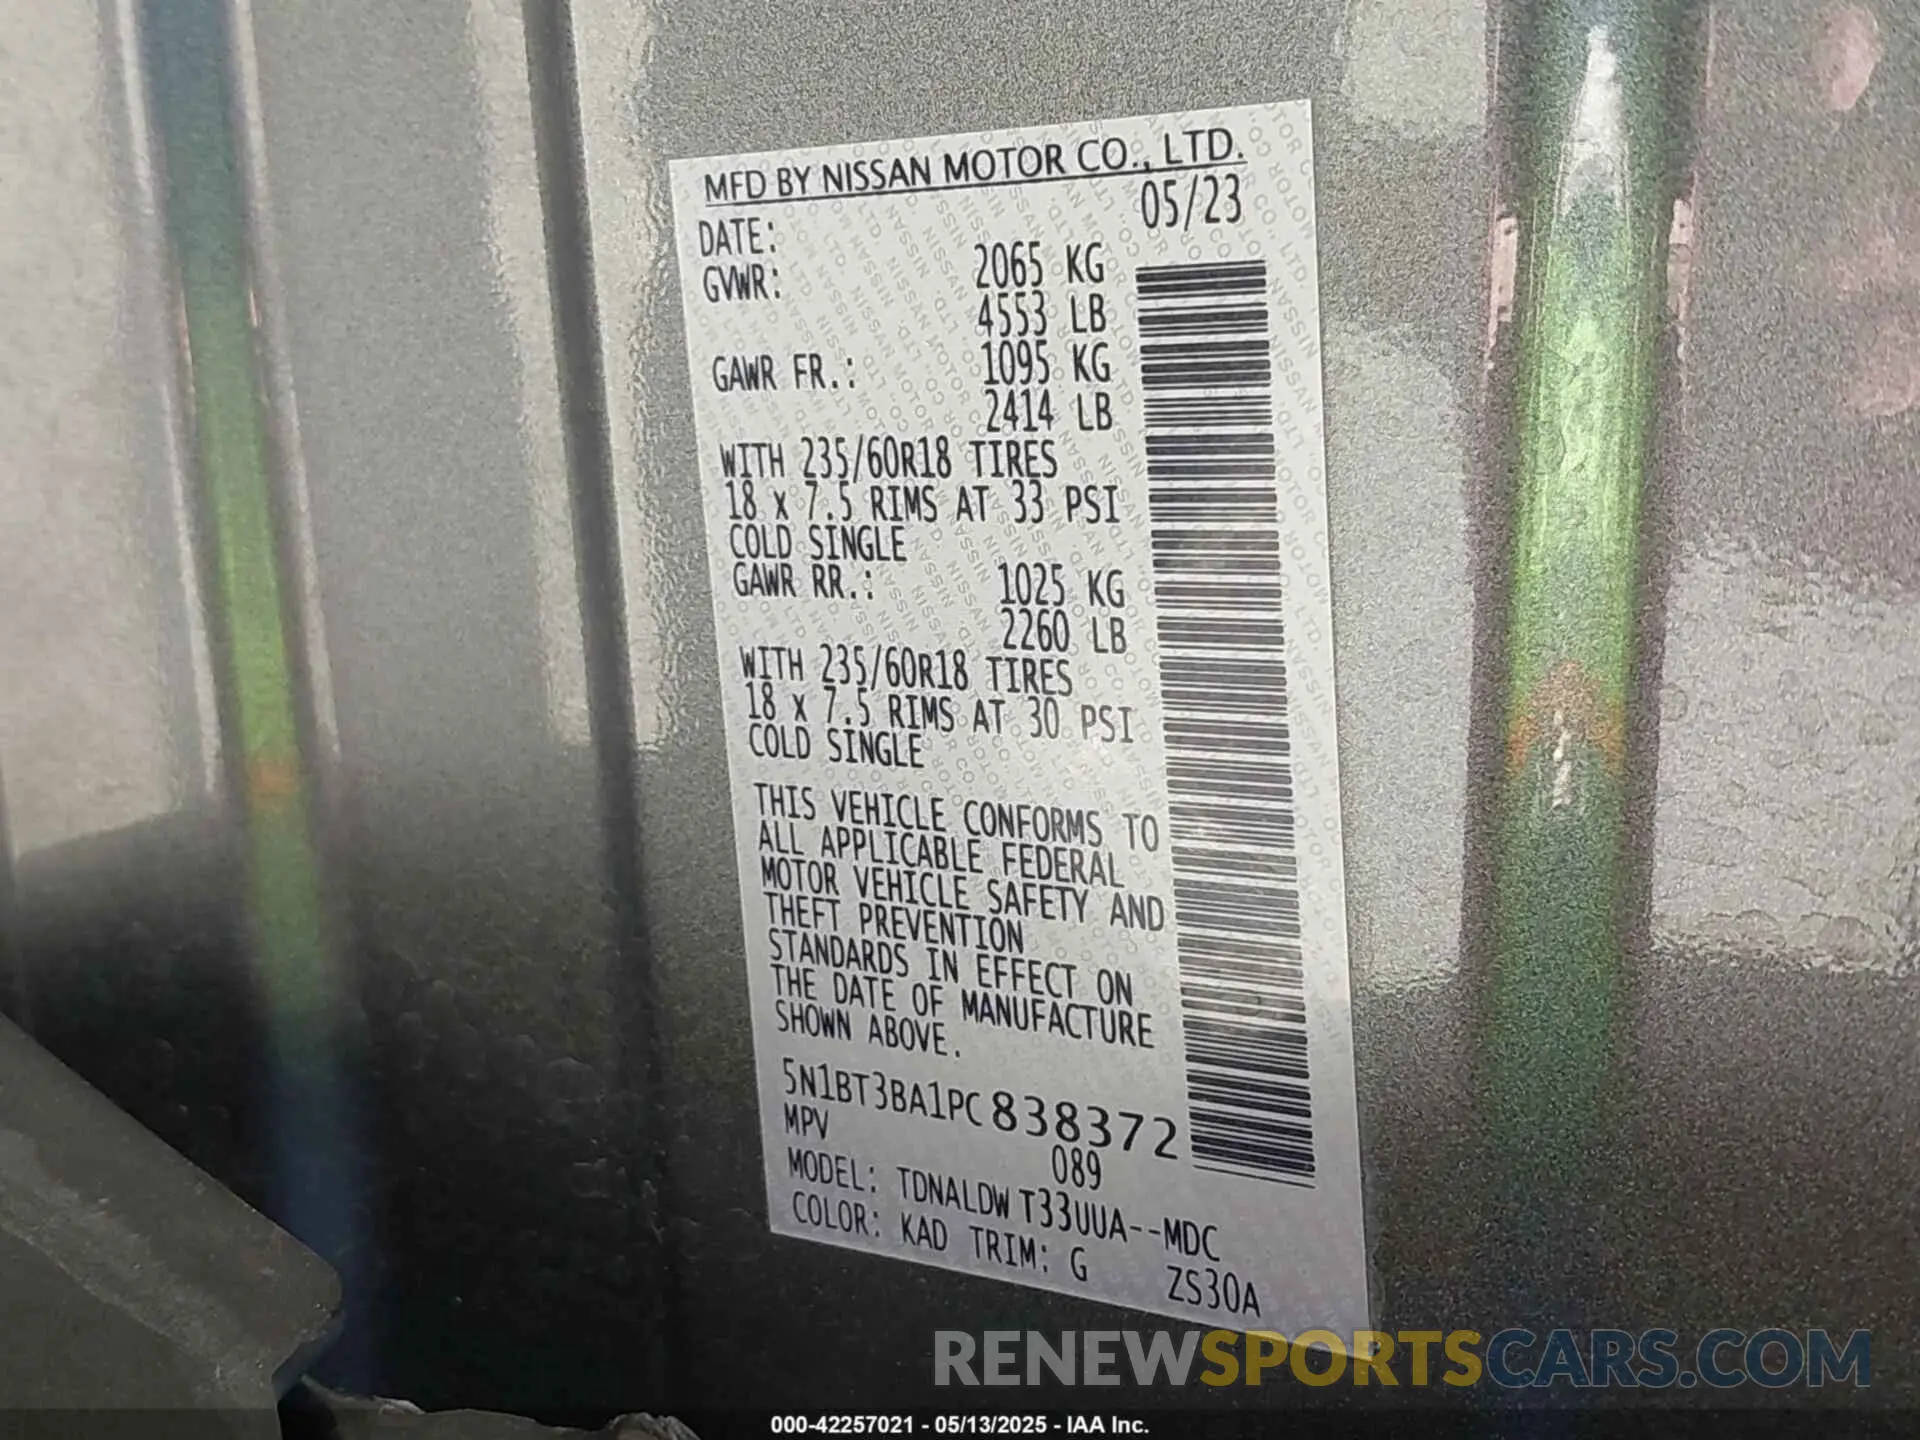 MFD BY NISSAN MOTOR CO., LTD.
DATE: 05/23
GVWR: 2065 KG
4553 LB
GAWR FR.: 1095 KG
2414 LB
WITH 235/60R18 TIRES
18 x 7.5 RIMS AT 33 PSI
COLD SINGLE
GAWR RR.: 1025 KG
2260 LB
WITH 235/60R18 TIRES
18 x 7.5 RIMS AT 30 PSI
COLD SINGLE
THIS VEHICLE CONFORMS TO
ALL APPLICABLE FEDERAL
MOTOR VEHICLE SAFETY AND
THEFT PREVENTION
STANDARDS IN EFFECT ON
THE DATE OF MANUFACTURE
SHOWN ABOVE.
5N1BT3BA1PC838372
MPV 089
MODEL: TDNALDW T33UUA--MDC
COLOR: KAD TRIM: G ZS30A
RENEWSPORTSCARS.COM
000-42257021 - 05/13/2025 - IAA Inc.